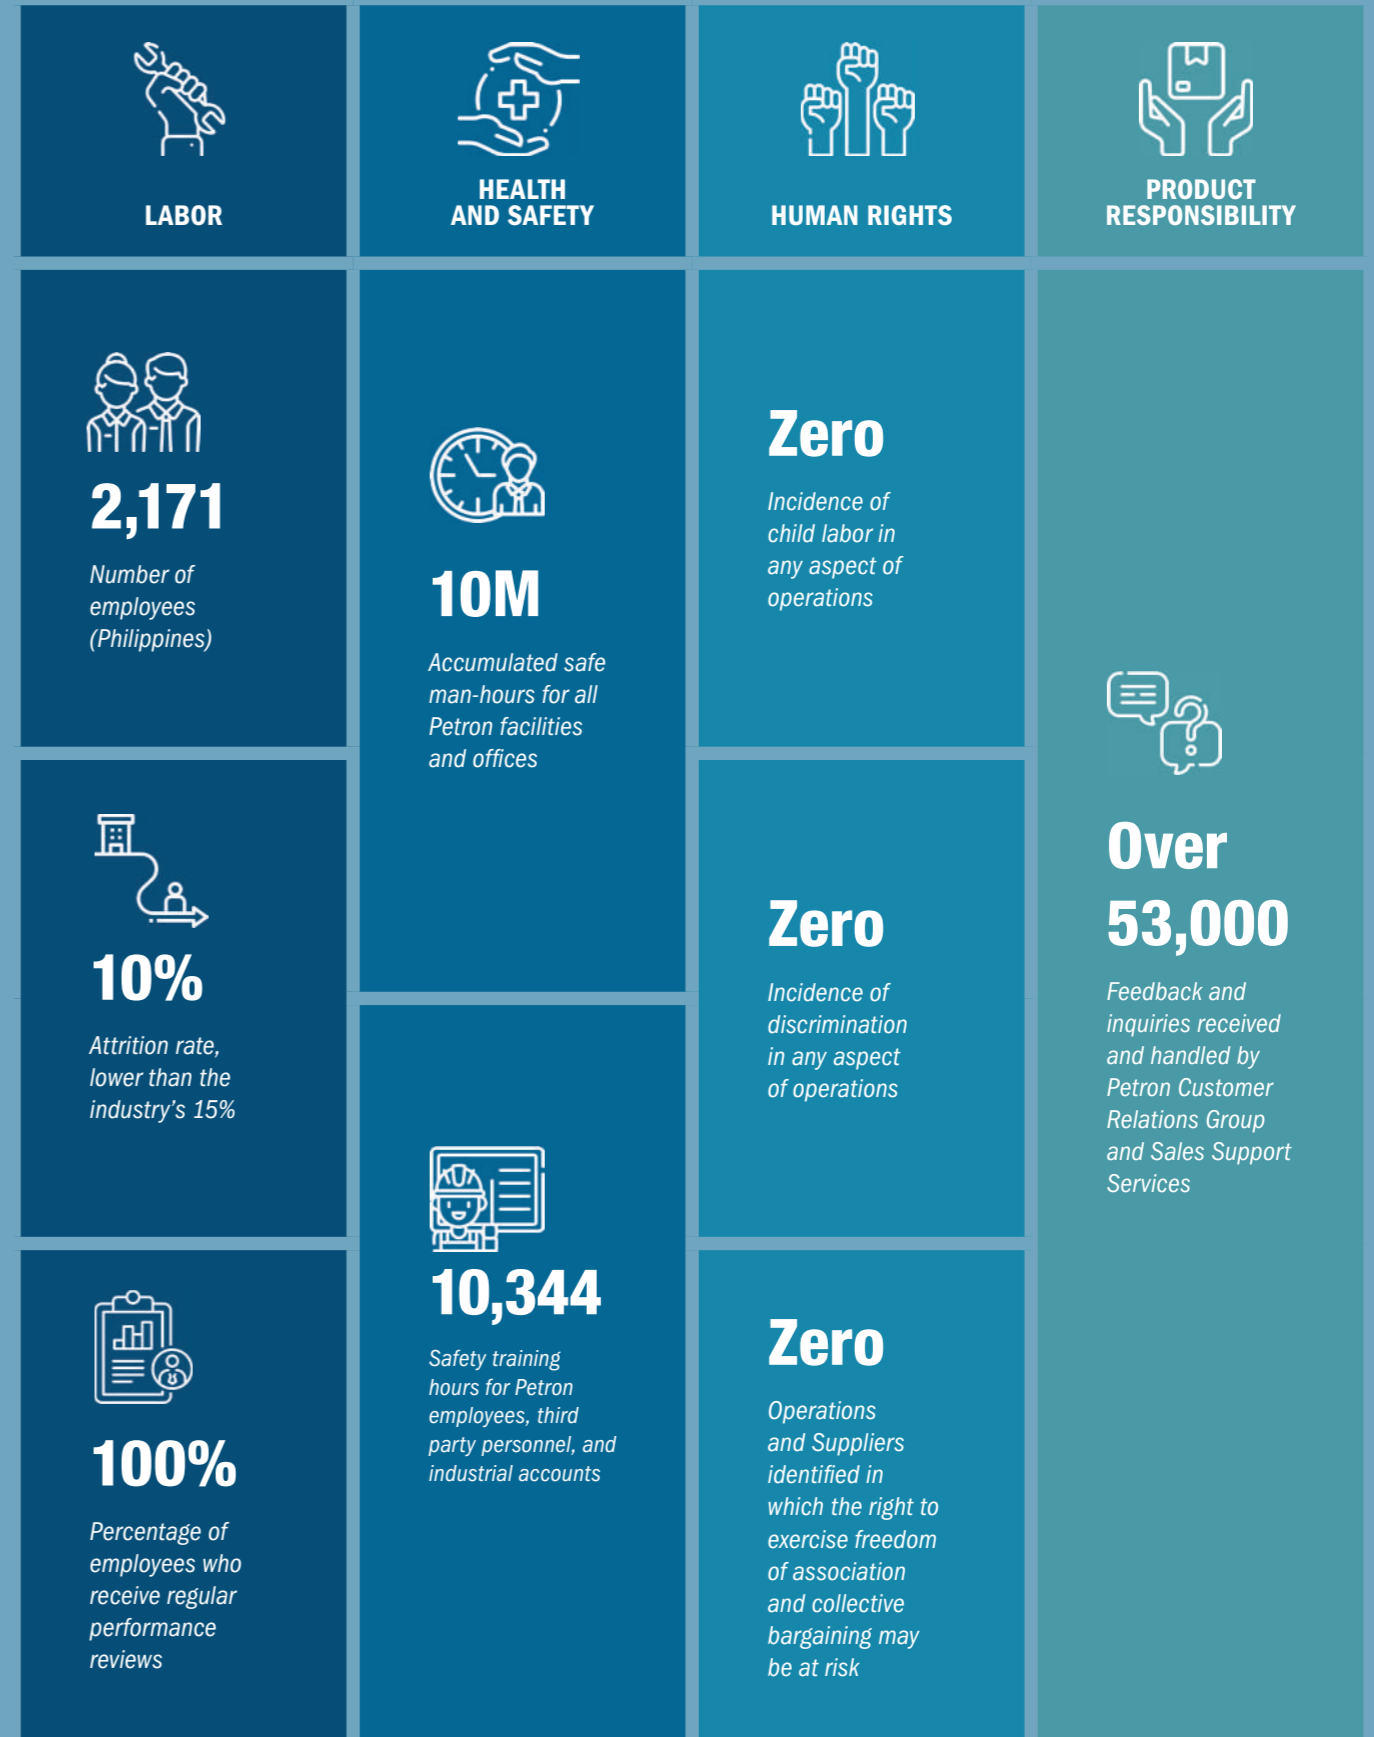 LABOR
2,171
Number of
employees
(Philippines)
10%
Attrition rate,
lower than the
industry's 15%
100%
Percentage of
employees who
receive regular
performance
reviews
HEALTH
AND SAFETY
10M
Accumulated safe
man-hours for all
Petron facilities
and offices
10,344
Safety training
hours for Petron
employees, third
party personnel, and
industrial accounts
HUMAN RIGHTS
Zero
Incidence of
child labor in
any aspect of
operations
Zero
Incidence of
discrimination
in any aspect
of operations
Zero
Operations
and Suppliers
identified in
which the right to
exercise freedom
of association
and collective
bargaining may
be at risk
PRODUCT
RESPONSIBILITY
Over
53,000
Feedback and
inquiries received
and handled by
Petron Customer
Relations Group
and Sales Support
Services